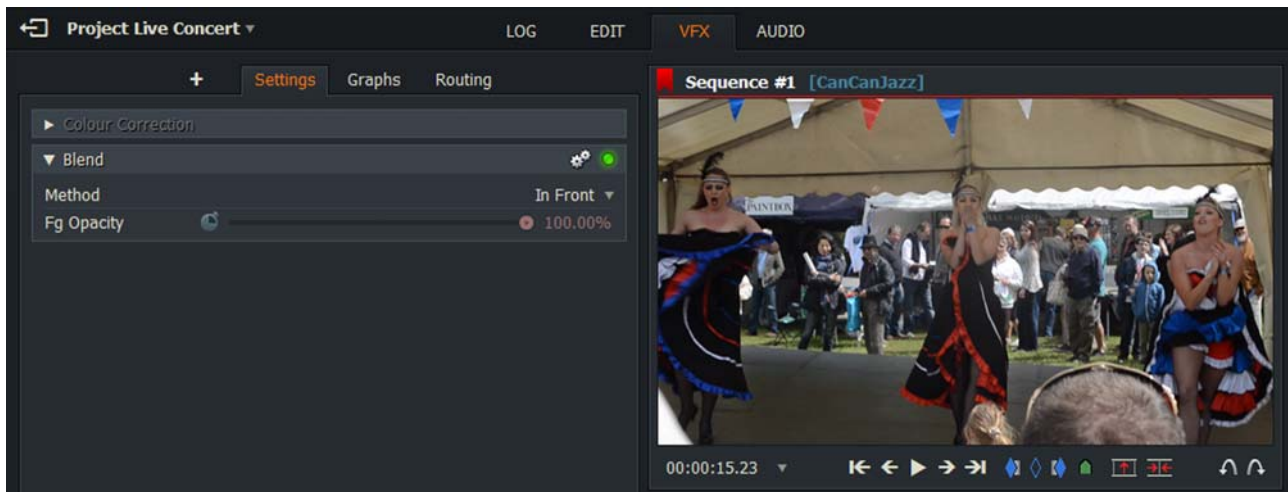 Project Live Concert
LOG
EDIT
VFX
AUDIO
+
Settings
Graphs
Routing
Colour Correction
Blend
Method
In Front
Fg Opacity
100.00%
Sequence #1 [CanCanJazz]
PAINTBOX
00:00:15.23